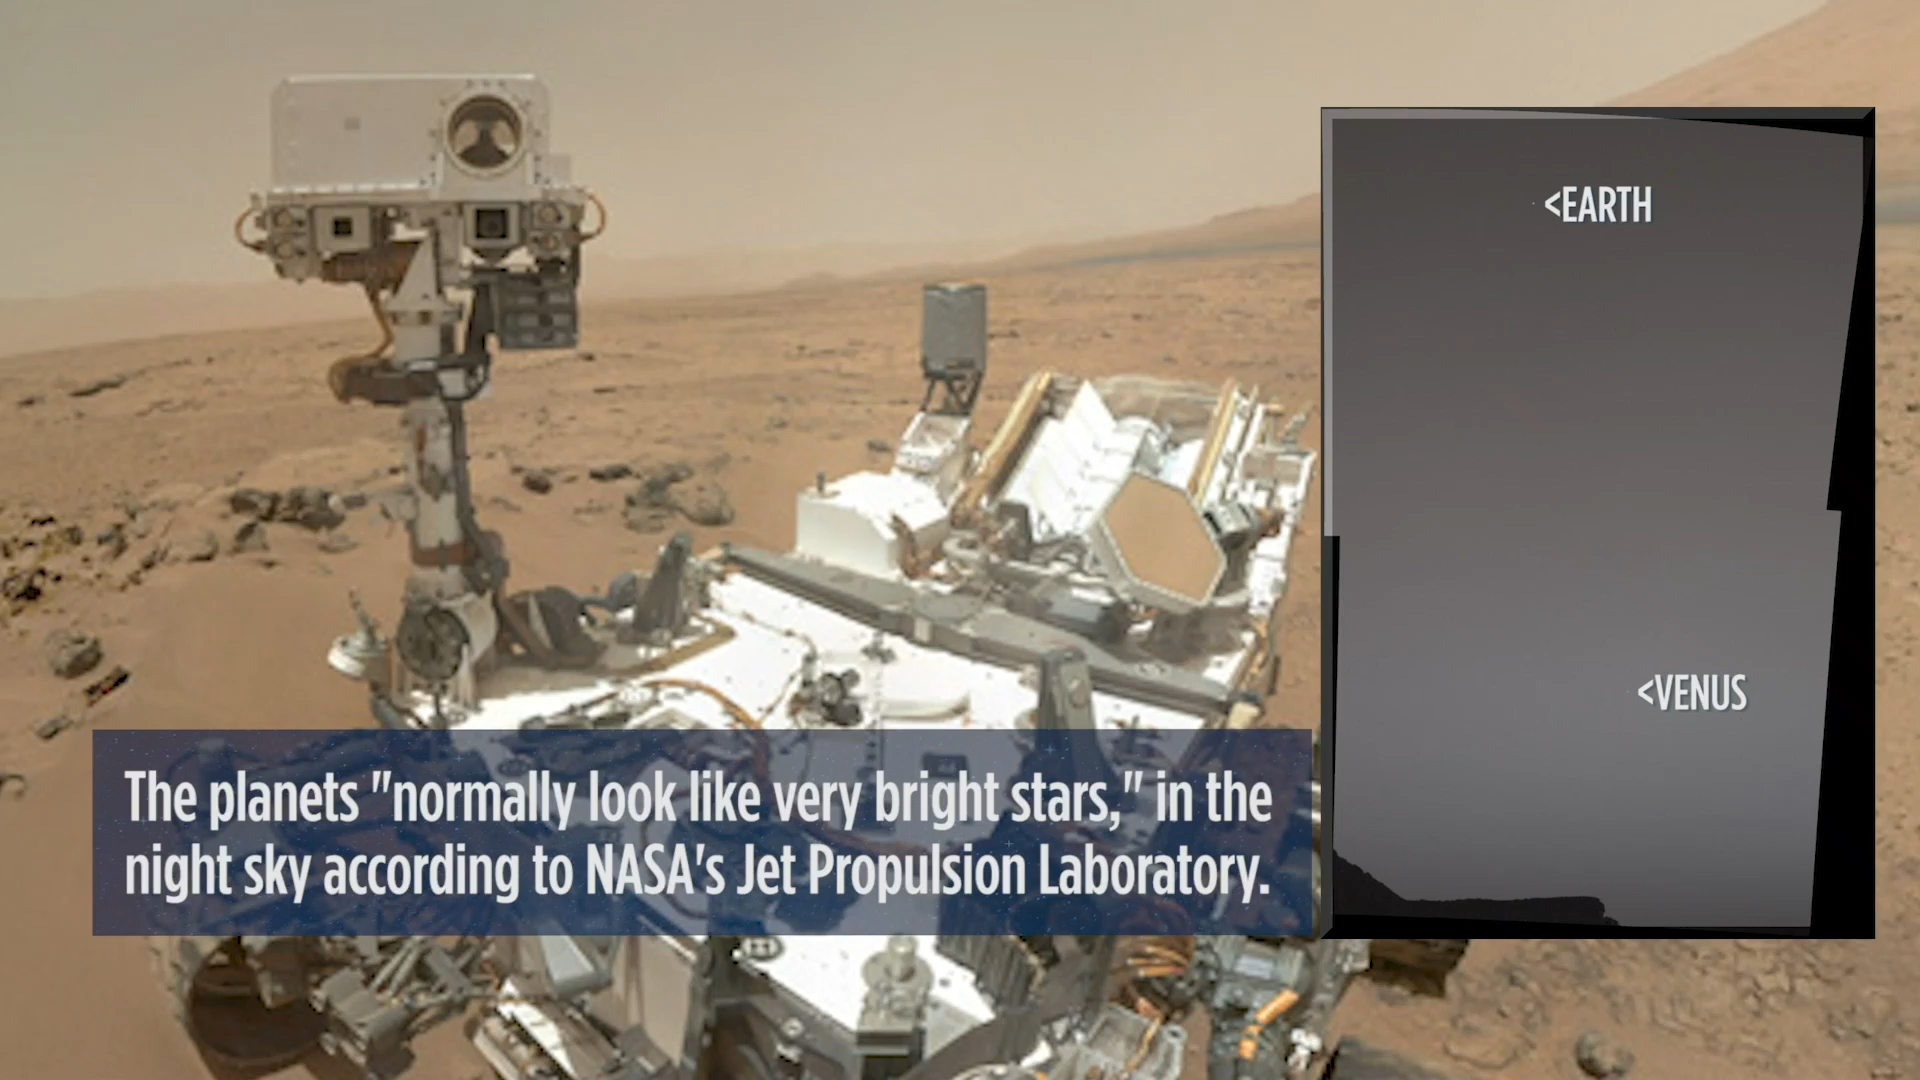 <EARTH
<VENUS
The planets "normally look like very bright stars," in the
night sky according to NASA's Jet Propulsion Laboratory.